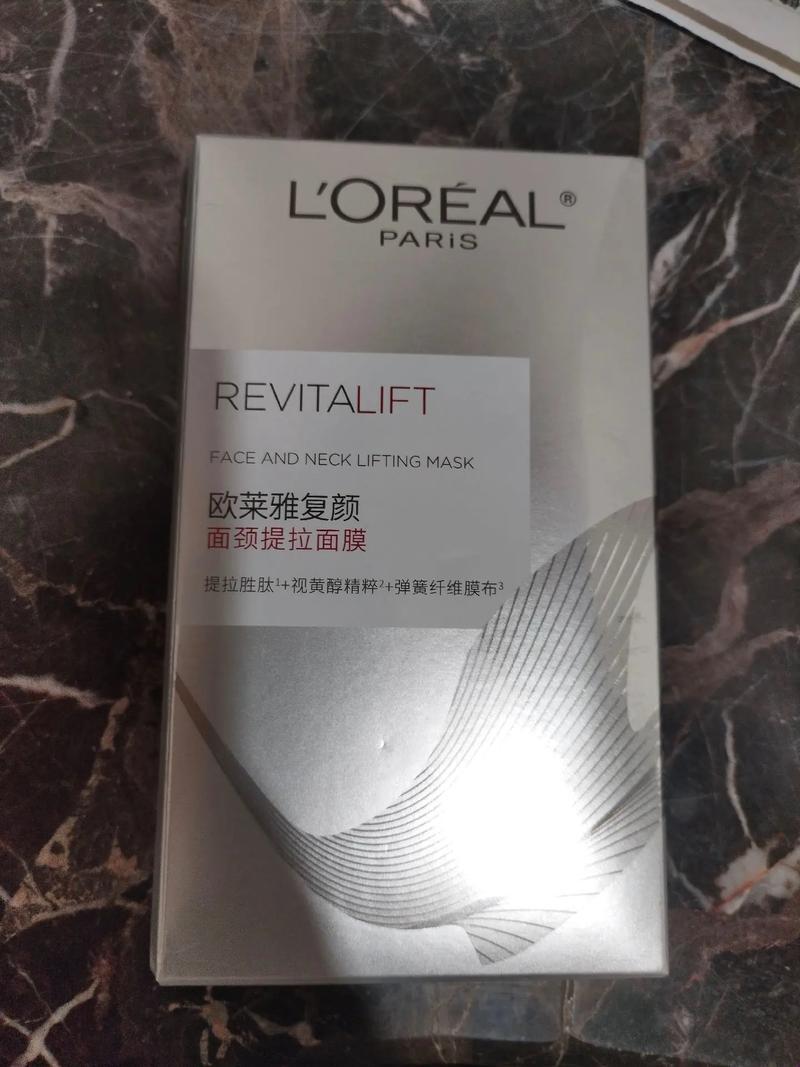 L'ORÉAL®
PARiS
REVITALIFT
FACE AND NECK LIFTING MASK
欧莱雅复颜
面颈提拉面膜
提拉胜肽¹+视黄醇精粹²+弹簧纤维膜布³